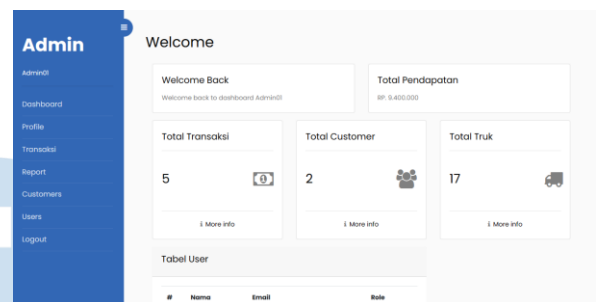 Admin
Admin01
Dashboard
Profile
Transaksi
Report
Customers
Users
Logout
Welcome
Welcome Back
Welcome back to dashboard Admin01
Total Pendapatan
RP. 9.400.000
Total Transaksi
5
i More info
Total Customer
2
i More info
Total Truk
17
i More info
Tabel User
# Nama Email Role